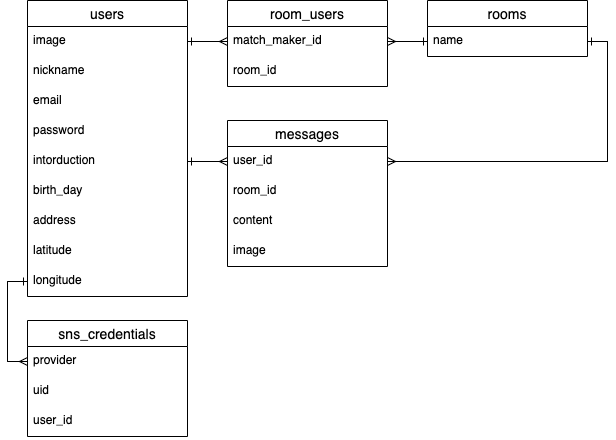 users
image
nickname
email
password
intorduction
birth_day
address
latitude
longitude
room_users
match_maker_id
room_id
rooms
name
messages
user_id
room_id
content
image
sns_credentials
provider
uid
user_id